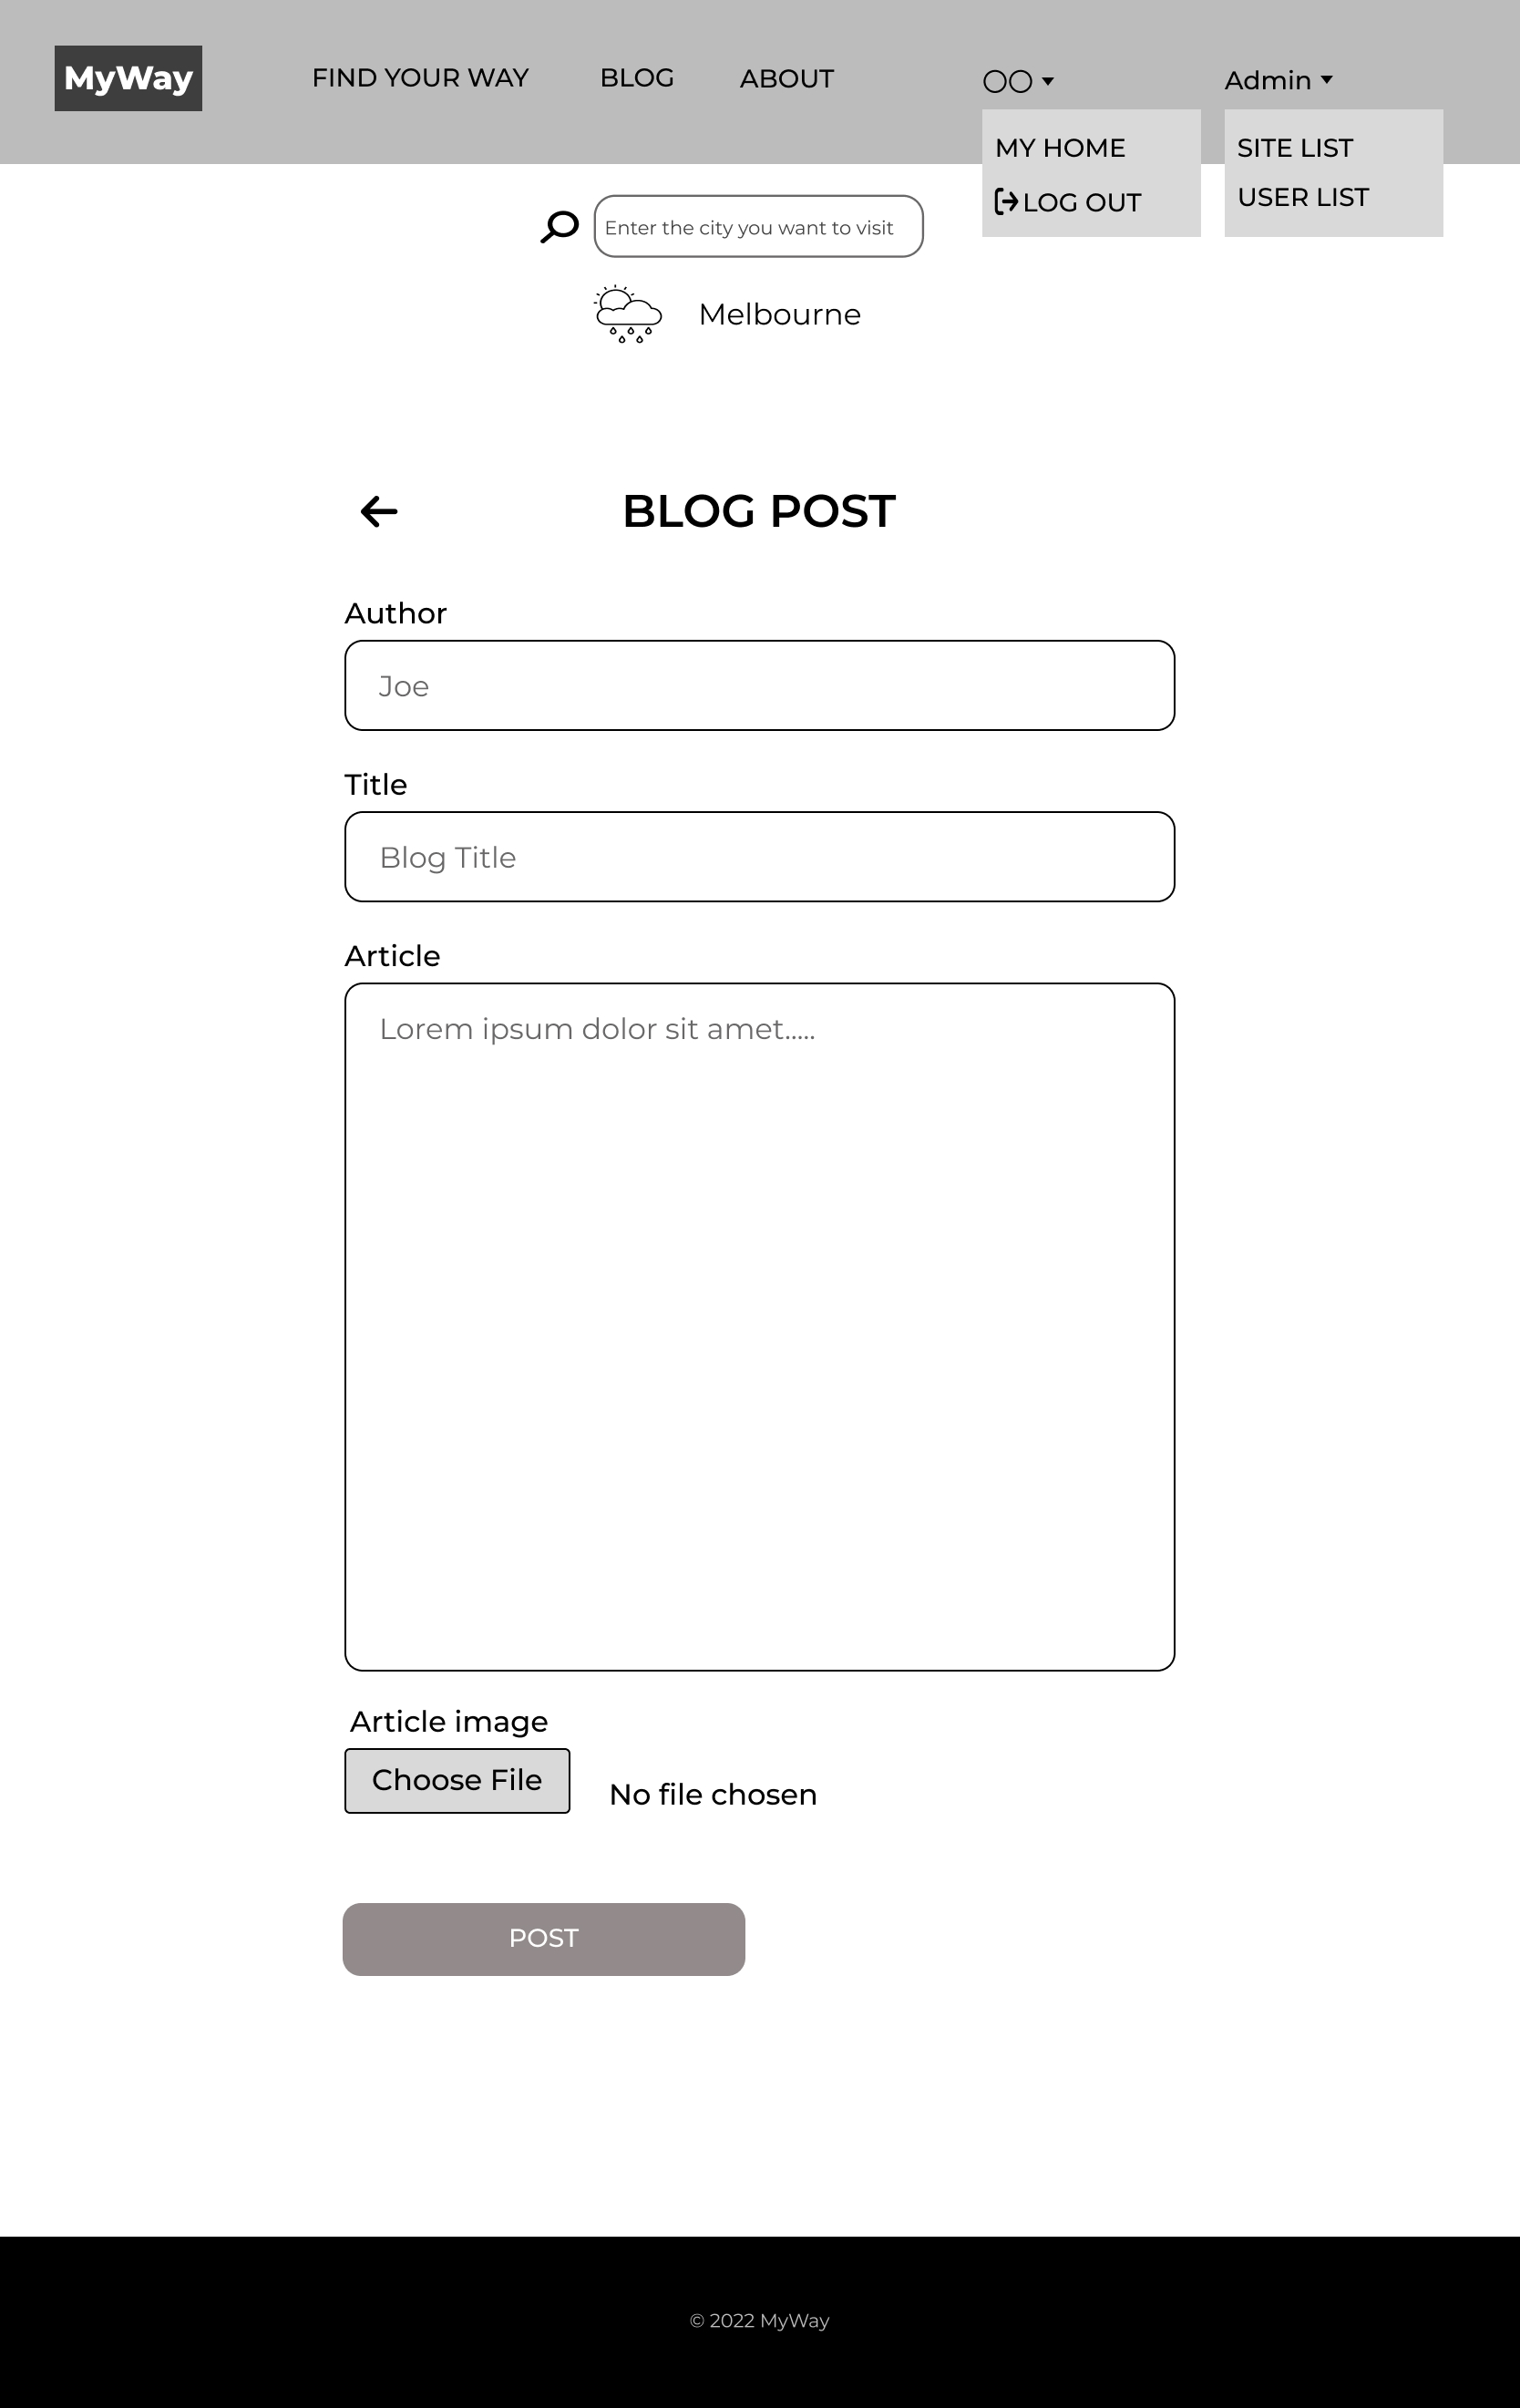 MyWay
FIND YOUR WAY
BLOG
ABOUT
○○
Admin
MY HOME
LOG OUT
SITE LIST
USER LIST
Enter the city you want to visit
Melbourne
BLOG POST
Author
Joe
Title
Blog Title
Article
Lorem ipsum dolor sit amet.....
Article image
Choose File
No file chosen
POST
© 2022 MyWay